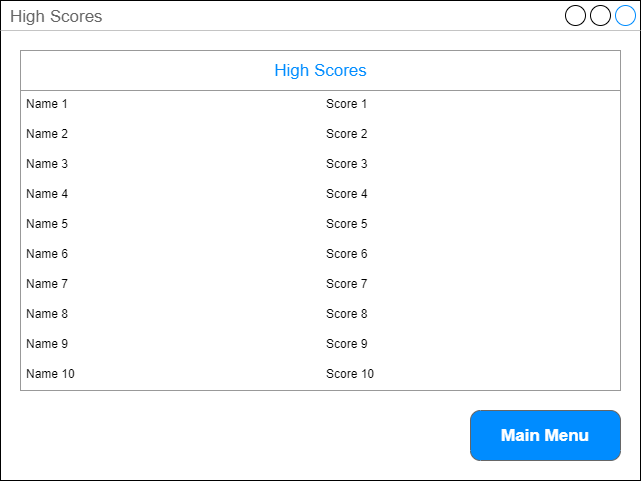 High Scores
High Scores
Name 1 Score 1
Name 2 Score 2
Name 3 Score 3
Name 4 Score 4
Name 5 Score 5
Name 6 Score 6
Name 7 Score 7
Name 8 Score 8
Name 9 Score 9
Name 10 Score 10
Main Menu